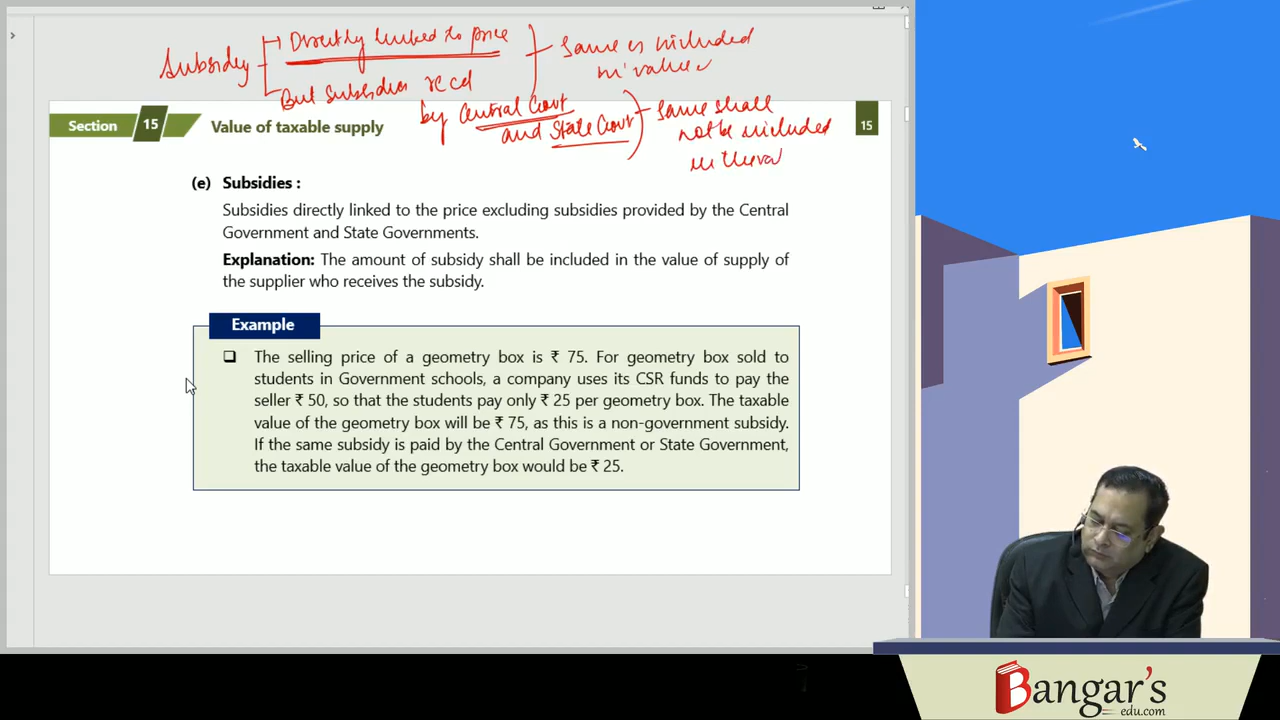 Subsidy
Directly linked to price
But subsidies recd
Same is included
in value
by Central Govt
and State Govt
same shall
not be included
in the va
Section 15 Value of taxable supply 15
(e) Subsidies :
Subsidies directly linked to the price excluding subsidies provided by the Central
Government and State Governments.
Explanation: The amount of subsidy shall be included in the value of supply of
the supplier who receives the subsidy.
Example
❑ The selling price of a geometry box is ₹ 75. For geometry box sold to
students in Government schools, a company uses its CSR funds to pay the
seller ₹ 50, so that the students pay only ₹ 25 per geometry box. The taxable
value of the geometry box will be ₹ 75, as this is a non-government subsidy.
If the same subsidy is paid by the Central Government or State Government,
the taxable value of the geometry box would be ₹ 25.
Bangar's
edu.com